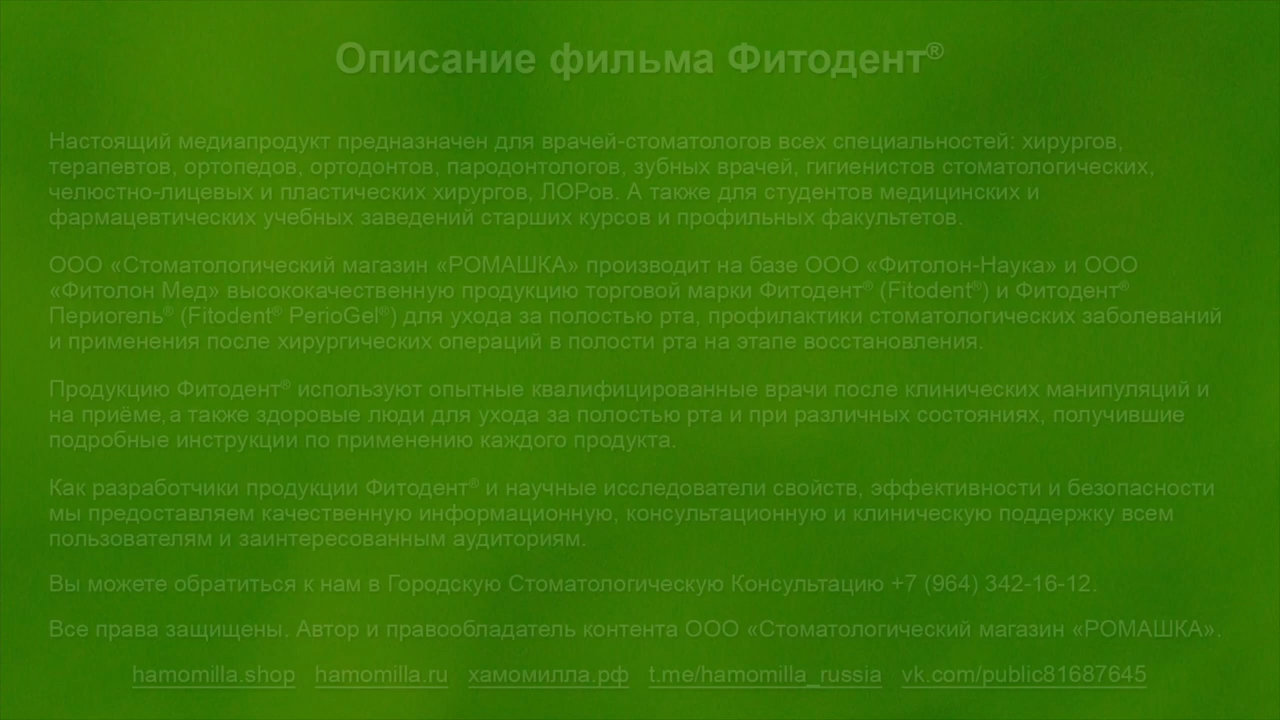 Описание фильма Фитодент®
Настоящий медиапродукт предназначен для врачей-стоматологов всех специальностей: хирургов,
терапевтов, ортопедов, ортодонтов, пародонтологов, зубных врачей, гигиенистов стоматологических,
челюстно-лицевых и пластических хирургов, ЛОРов. А также для студентов медицинских и
фармацевтических учебных заведений старших курсов и профильных факультетов.
ООО «Стоматологический магазин «РОМАШКА» производит на базе ООО «Фитолон-Наука» и ООО
«Фитолон Мед» высококачественную продукцию торговой марки Фитодент® (Fitodent®) и Фитодент®
Периогель® (Fitodent® PerioGel®) для ухода за полостью рта, профилактики стоматологических заболеваний
и применения после хирургических операций в полости рта на этапе восстановления.
Продукцию Фитодент® используют опытные квалифицированные врачи после клинических манипуляций и
на приёме, а также здоровые люди для ухода за полостью рта и при различных состояниях, получившие
подробные инструкции по применению каждого продукта.
Как разработчики продукции Фитодент® и научные исследователи свойств, эффективности и безопасности
мы предоставляем качественную информационную, консультационную и клиническую поддержку всем
пользователям и заинтересованным аудиториям.
Вы можете обратиться к нам в Городскую Стоматологическую Консультацию +7 (964) 342-16-12.
Все права защищены. Автор и правообладатель контента ООО «Стоматологический магазин «РОМАШКА».
hamomilla.shop hamomilla.ru хамомилла.рф t.me/hamomilla_russia vk.com/public81687645